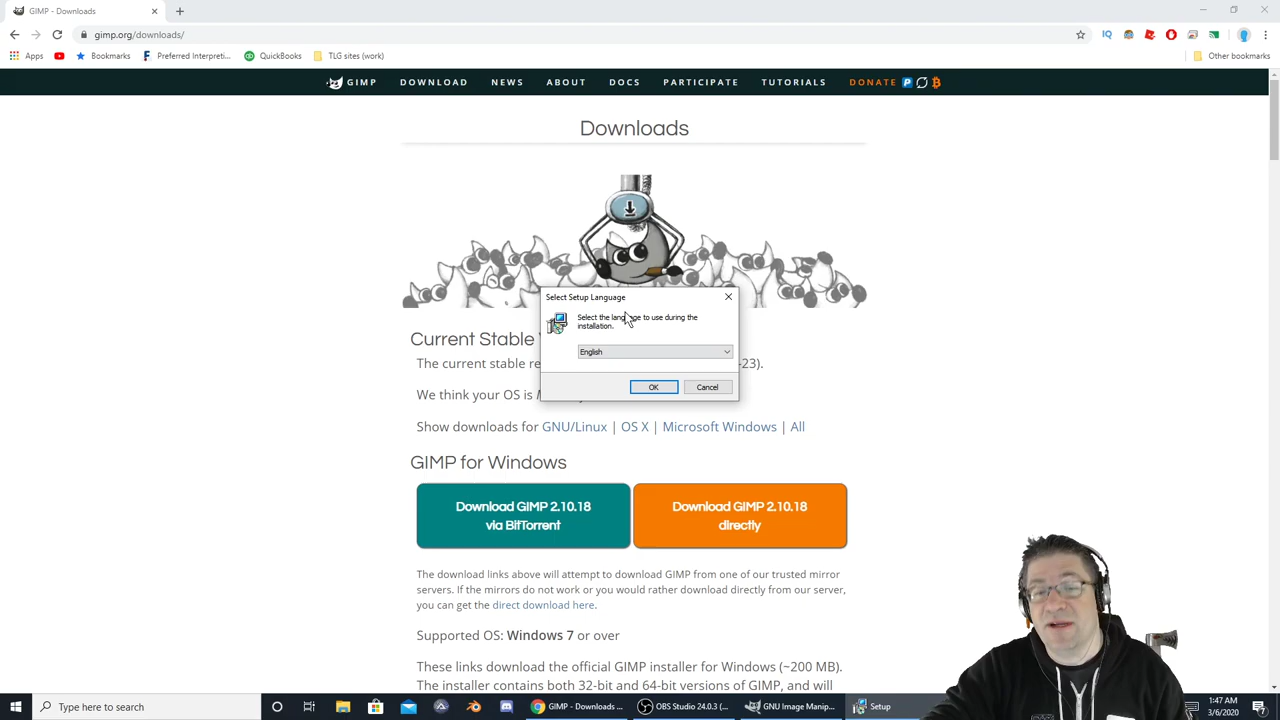 GIMP - Downloads
gimp.org/downloads/
IQ
Apps
Bookmarks
F Preferred Interpreti...
qb QuickBooks
TLG sites (work)
Other bookmarks
GIMP
DOWNLOAD
NEWS
ABOUT
DOCS
PARTICIPATE
TUTORIALS
DONATE
Downloads
Select Setup Language
Select the language to use during the
installation.
English
OK
Cancel
Current Stable
The current stable re
-23).
We think your OS is
Show downloads for GNU/Linux | OS X | Microsoft Windows | All
GIMP for Windows
Download GIMP 2.10.18
via BitTorrent
Download GIMP 2.10.18
directly
The download links above will attempt to download GIMP from one of our trusted mirror
servers. If the mirrors do not work or you would rather download directly from our server,
you can get the direct download here.
Supported OS: Windows 7 or over
These links download the official GIMP installer for Windows (~200 MB).
The installer contains both 32-bit and 64-bit versions of GIMP, and will
Type here to search
GIMP - Downloads ...
OBS Studio 24.0.3 (...
GNU Image Manip...
Setup
1:47 AM
3/6/2020